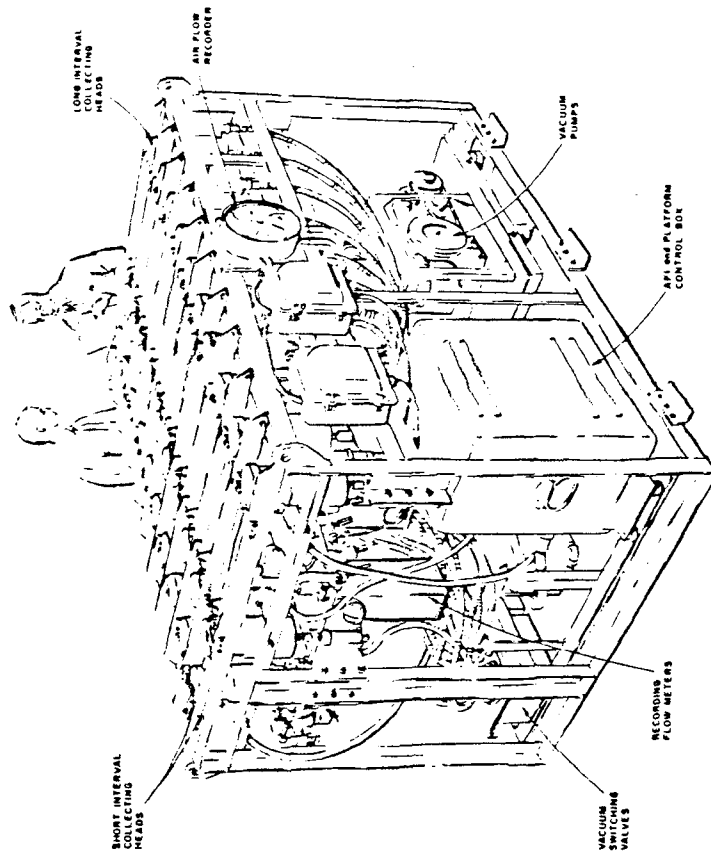 SHORT INTERVAL
COLLECTING
HEADS
LONG INTERVAL
COLLECTING
HEADS
AIR FLOW
RECORDER
VACUUM
PUMPS
API and PLATFORM
CONTROL BOX
RECORDING
FLOW METERS
VACUUM
SWITCHING
VALVES